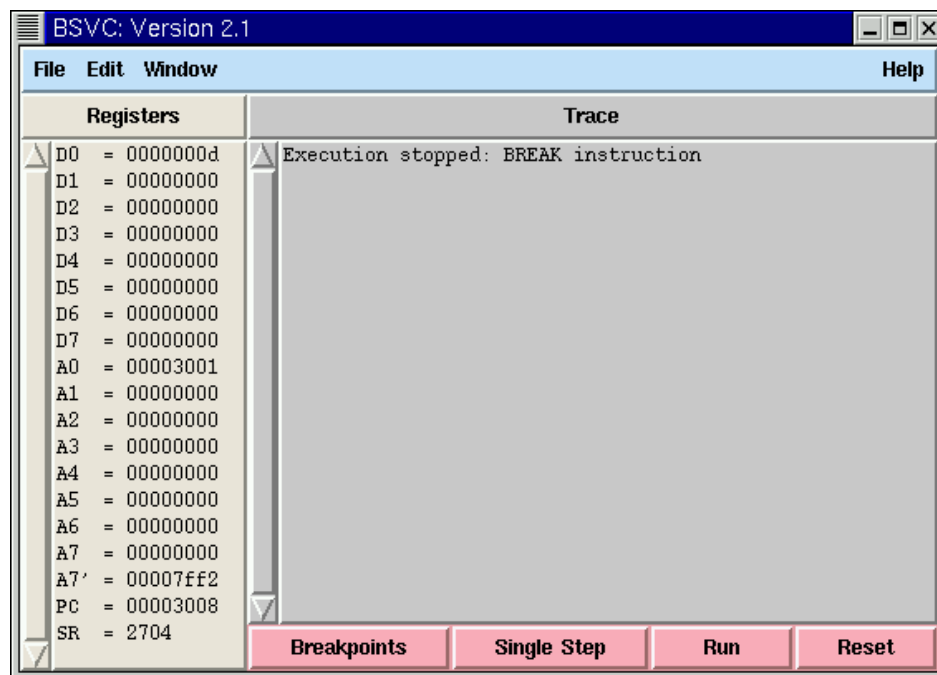 BSVC: Version 2.1
File Edit Window Help
Registers
Trace
D0 = 0000000d
D1 = 00000000
D2 = 00000000
D3 = 00000000
D4 = 00000000
D5 = 00000000
D6 = 00000000
D7 = 00000000
A0 = 00003001
A1 = 00000000
A2 = 00000000
A3 = 00000000
A4 = 00000000
A5 = 00000000
A6 = 00000000
A7 = 00000000
A7' = 00007ff2
PC = 00003008
SR = 2704
Execution stopped: BREAK instruction
Breakpoints Single Step Run Reset